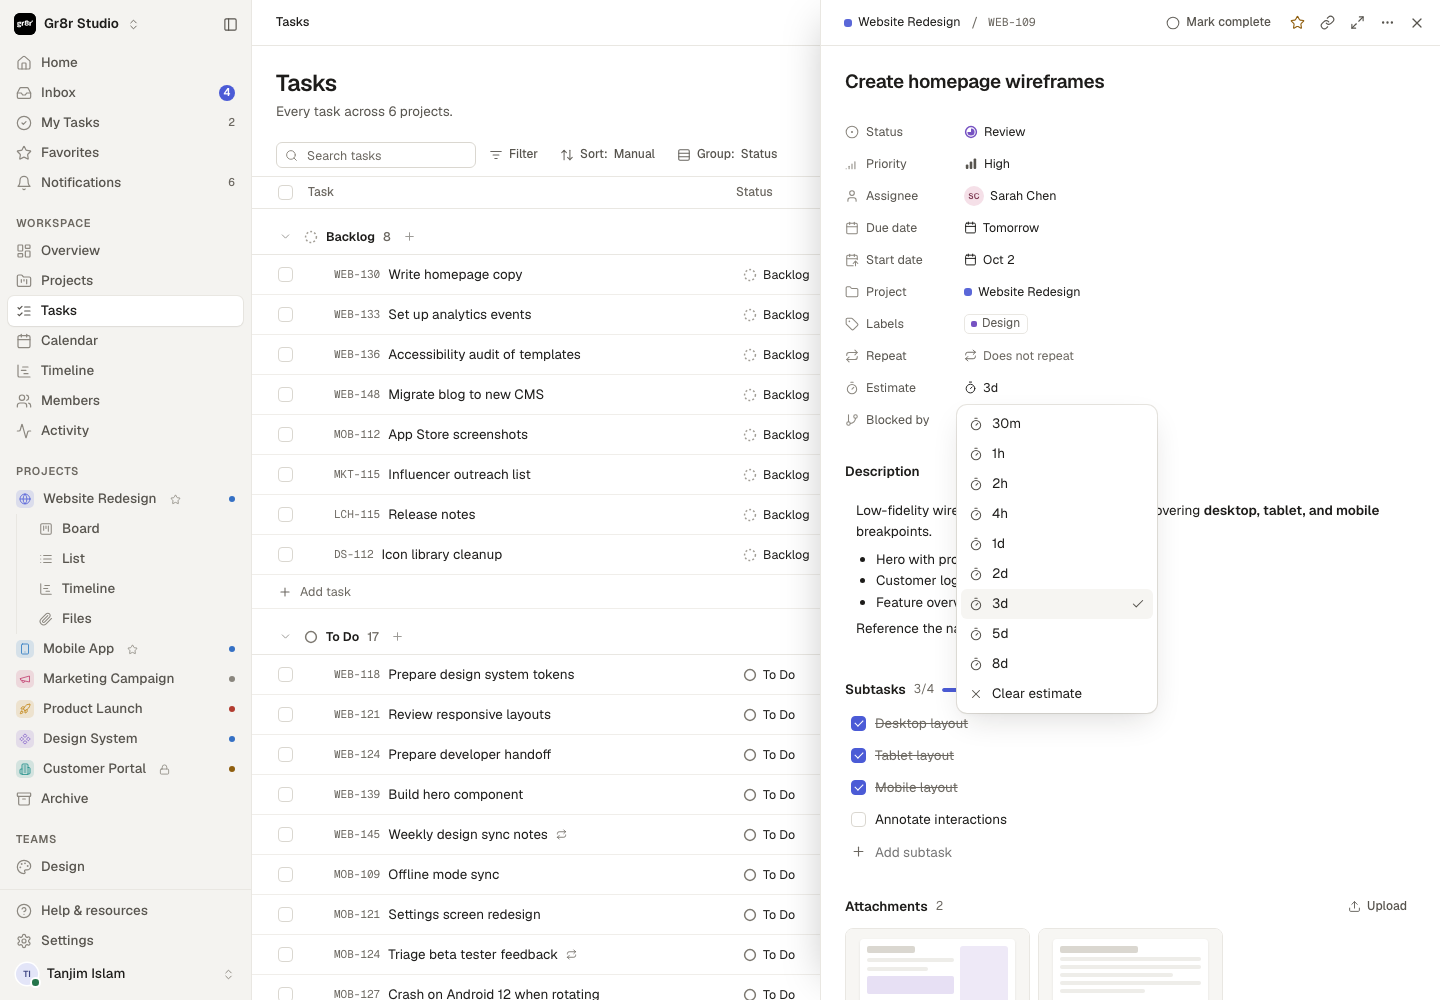 gr8r
Gr8r Studio
Home
Inbox 4
My Tasks 2
Favorites
Notifications 6
WORKSPACE
Overview
Projects
Tasks
Calendar
Timeline
Members
Activity
PROJECTS
Website Redesign
Board
List
Timeline
Files
Mobile App
Marketing Campaign
Product Launch
Design System
Customer Portal
Archive
TEAMS
Design
Help & resources
Settings
TI Tanjim Islam
Tasks
Tasks
Every task across 6 projects.
Search tasks Filter Sort: Manual Group: Status
Task Status
Backlog 8
WEB-130 Write homepage copy Backlog
WEB-133 Set up analytics events Backlog
WEB-136 Accessibility audit of templates Backlog
WEB-148 Migrate blog to new CMS Backlog
MOB-112 App Store screenshots Backlog
MKT-115 Influencer outreach list Backlog
LCH-115 Release notes Backlog
DS-112 Icon library cleanup Backlog
Add task
To Do 17
WEB-118 Prepare design system tokens To Do
WEB-121 Review responsive layouts To Do
WEB-124 Prepare developer handoff To Do
WEB-139 Build hero component To Do
WEB-145 Weekly design sync notes To Do
MOB-109 Offline mode sync To Do
MOB-121 Settings screen redesign To Do
MOB-124 Triage beta tester feedback To Do
MOB-127 Crash on Android 12 when rotating
Website Redesign / WEB-109 Mark complete
Create homepage wireframes
Status Review
Priority High
Assignee SC Sarah Chen
Due date Tomorrow
Start date Oct 2
Project Website Redesign
Labels Design
Repeat Does not repeat
Estimate 3d
Blocked by
30m
1h
2h
4h
1d
2d
3d
5d
8d
Clear estimate
Description
Low-fidelity wire overing desktop, tablet, and mobile
breakpoints.
Hero with pro
Customer log
Feature overv
Reference the na
Subtasks 3/4
Desktop layout
Tablet layout
Mobile layout
Annotate interactions
Add subtask
Attachments 2 Upload